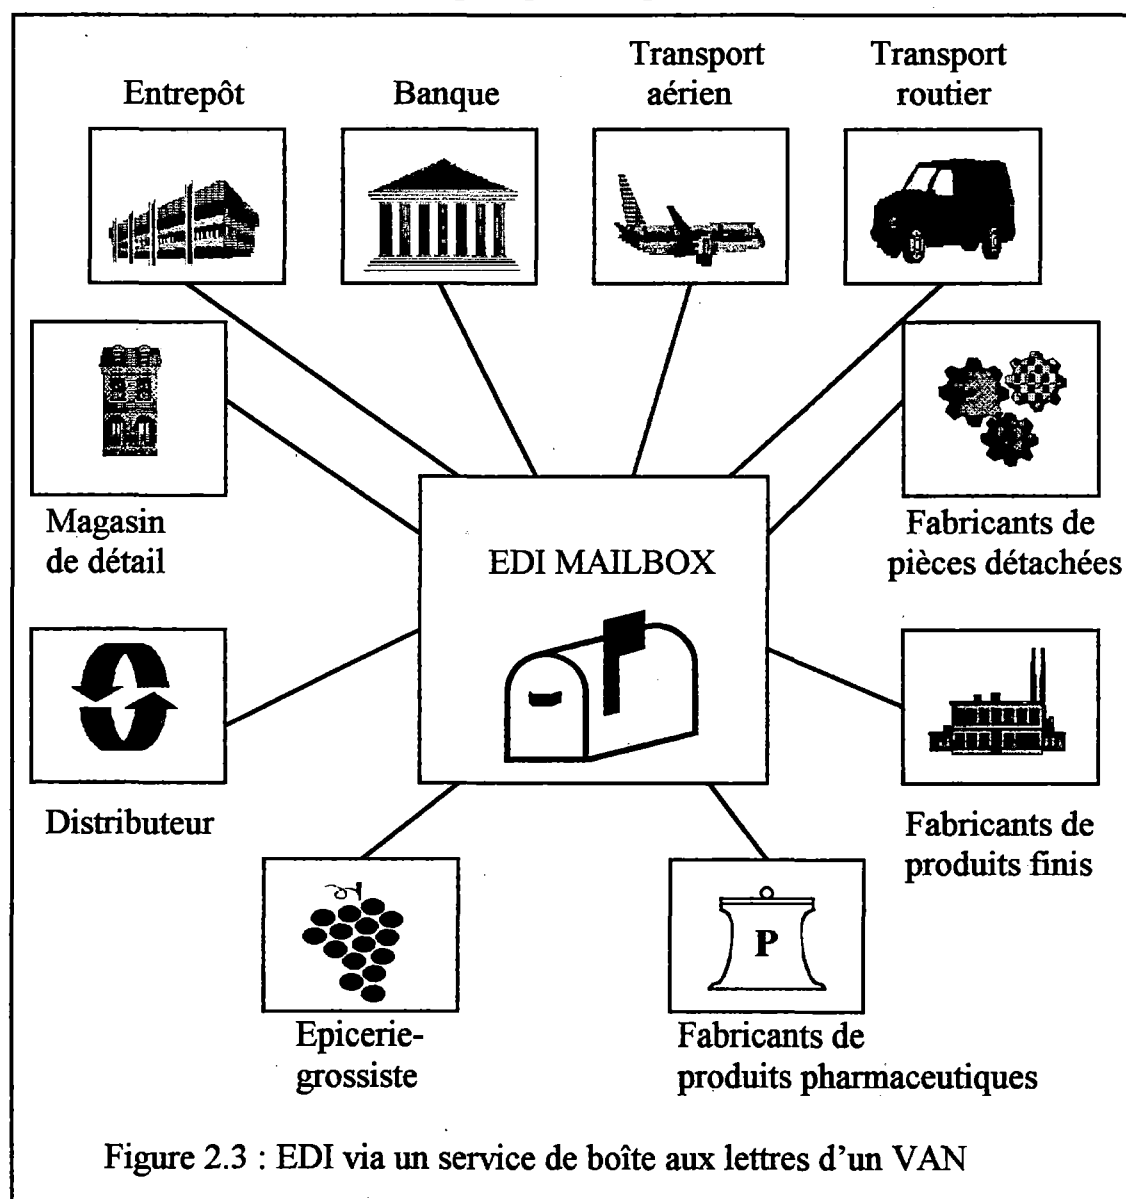 Entrepôt
Banque
Transport
aérien
Transport
routier
Magasin
de détail
EDI MAILBOX
Fabricants de
pièces détachées
Distributeur
Fabricants de
produits finis
P
Epicerie-
grossiste
Fabricants de
produits pharmaceutiques
Figure 2.3 : EDI via un service de boîte aux lettres d'un VAN